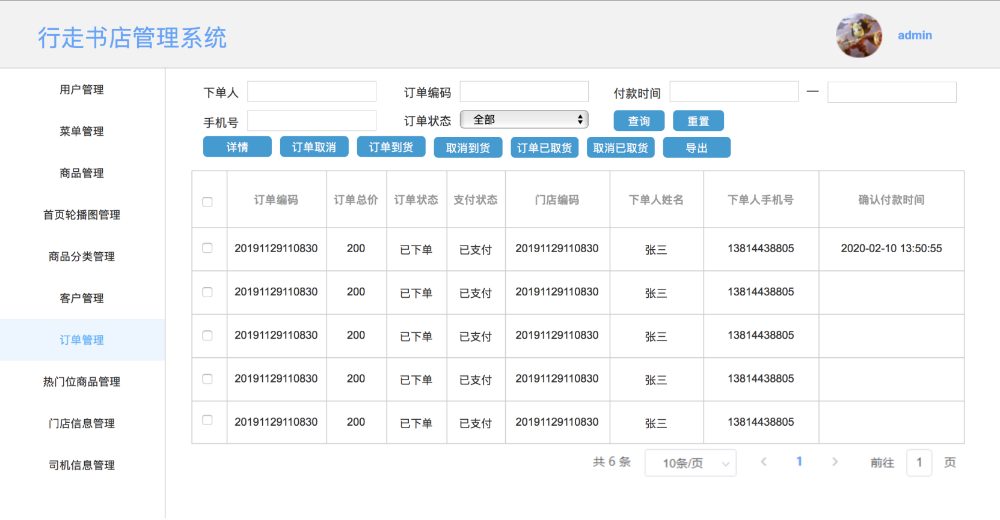 行走书店管理系统
admin
用户管理
菜单管理
商品管理
首页轮播图管理
商品分类管理
客户管理
订单管理
热门位商品管理
门店信息管理
司机信息管理
下单人 订单编码 付款时间 —
手机号 订单状态 全部 查询 重置
详情 订单取消 订单到货 取消到货 订单已取货 取消已取货 导出
订单编码 订单总价 订单状态 支付状态 门店编码 下单人姓名 下单人手机号 确认付款时间
20191129110830 200 已下单 已支付 20191129110830 张三 13814438805 2020-02-10 13:50:55
20191129110830 200 已下单 已支付 20191129110830 张三 13814438805
20191129110830 200 已下单 已支付 20191129110830 张三 13814438805
20191129110830 200 已下单 已支付 20191129110830 张三 13814438805
20191129110830 200 已下单 已支付 20191129110830 张三 13814438805
共 6 条 10条/页 1 前往 1 页